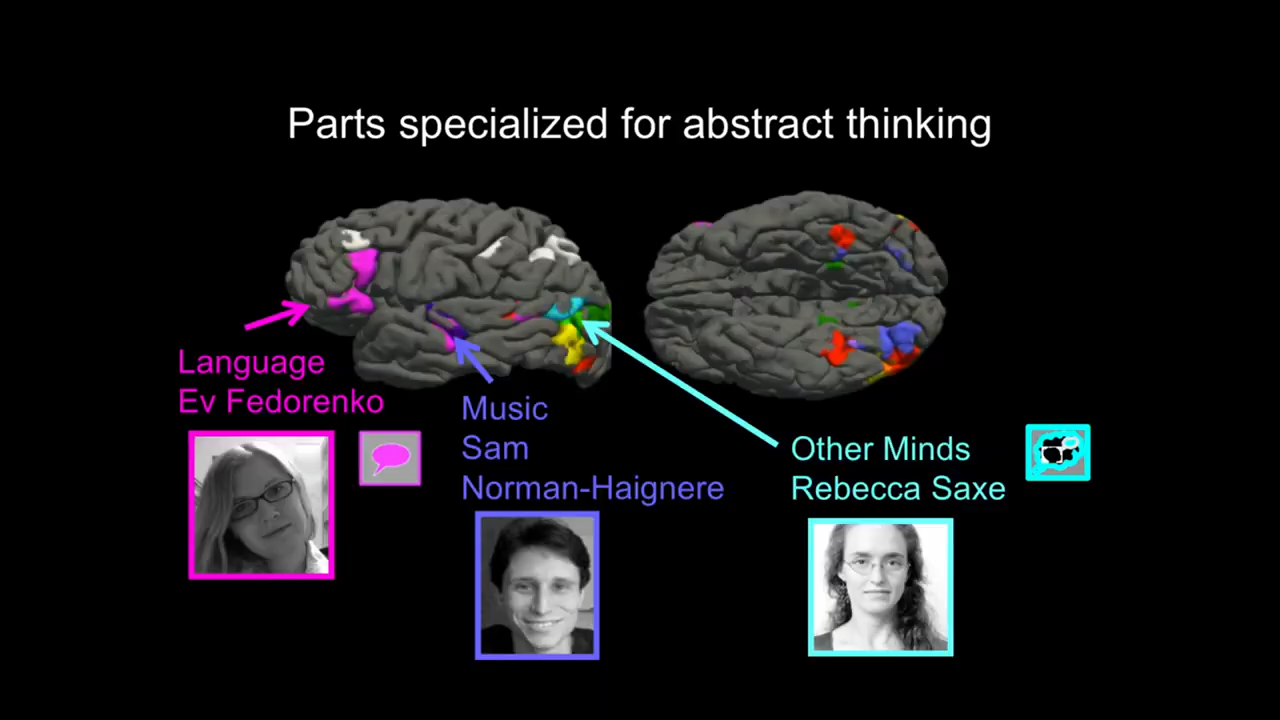 Parts specialized for abstract thinking
Language
Ev Fedorenko
Music
Sam
Norman-Haignere
Other Minds
Rebecca Saxe